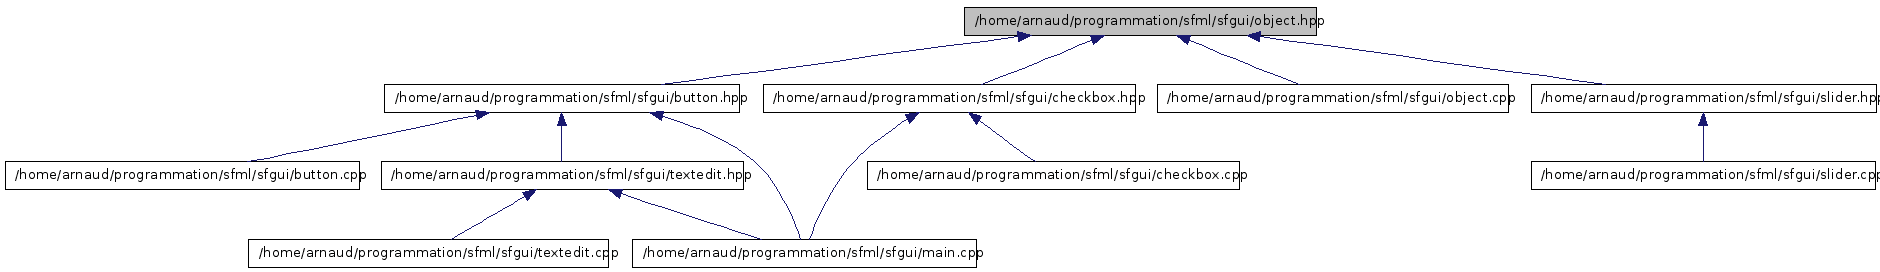 /home/arnaud/programmation/sfml/sfgui/object.hpp
/home/arnaud/programmation/sfml/sfgui/button.hpp
/home/arnaud/programmation/sfml/sfgui/checkbox.hpp
/home/arnaud/programmation/sfml/sfgui/object.cpp
/home/arnaud/programmation/sfml/sfgui/slider.hpp
/home/arnaud/programmation/sfml/sfgui/button.cpp
/home/arnaud/programmation/sfml/sfgui/textedit.hpp
/home/arnaud/programmation/sfml/sfgui/checkbox.cpp
/home/arnaud/programmation/sfml/sfgui/slider.cpp
/home/arnaud/programmation/sfml/sfgui/textedit.cpp
/home/arnaud/programmation/sfml/sfgui/main.cpp